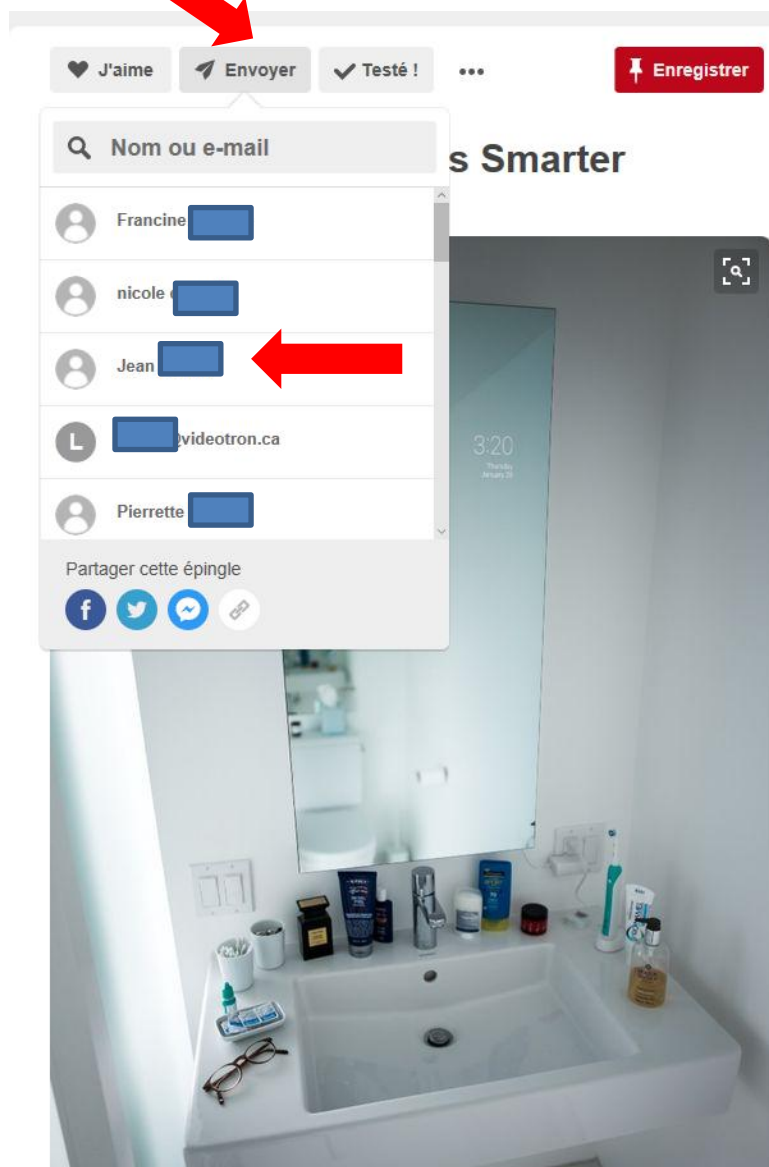 J'aime Envoyer Testé ! Enregistrer
Nom ou e-mail
s Smarter
Francine
nicole
Jean
L videotron.ca
Pierrette
Partager cette épingle
3:20
Thursday